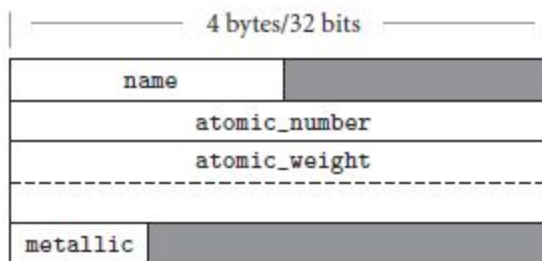 4 bytes/32 bits
name
atomic_number
atomic_weight
metallic